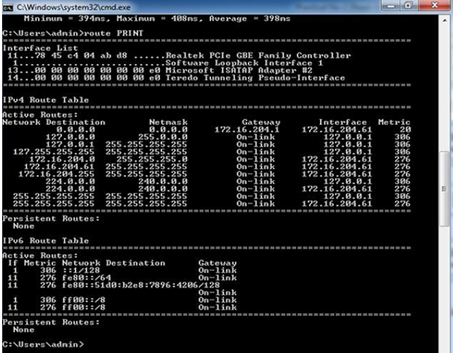 C:\Windows\system32\cmd.exe
Minimum = 394ms, Maximum = 408ms, Average = 398ms
C:\Users\admin>route PRINT
===========================================================================
Interface List
11...78 45 c4 04 ab d8 ......Realtek PCIe GBE Family Controller
1...........................Software Loopback Interface 1
13...00 00 00 00 00 00 00 e0 Microsoft ISATAP Adapter #2
14...00 00 00 00 00 00 00 e0 Teredo Tunneling Pseudo-Interface
===========================================================================
IPv4 Route Table
===========================================================================
Active Routes:
Network Destination Netmask Gateway Interface Metric
0.0.0.0 0.0.0.0 172.16.204.1 172.16.204.61 20
127.0.0.0 255.0.0.0 On-link 127.0.0.1 306
127.0.0.1 255.255.255.255 On-link 127.0.0.1 306
127.255.255.255 255.255.255.255 On-link 127.0.0.1 306
172.16.204.0 255.255.255.0 On-link 172.16.204.61 276
172.16.204.61 255.255.255.255 On-link 172.16.204.61 276
172.16.204.255 255.255.255.255 On-link 172.16.204.61 276
224.0.0.0 240.0.0.0 On-link 127.0.0.1 306
224.0.0.0 240.0.0.0 On-link 172.16.204.61 276
255.255.255.255 255.255.255.255 On-link 127.0.0.1 306
255.255.255.255 255.255.255.255 On-link 172.16.204.61 276
===========================================================================
Persistent Routes:
None
IPv6 Route Table
===========================================================================
Active Routes:
If Metric Network Destination Gateway
1 306 ::1/128 On-link
11 276 fe80::/64 On-link
11 276 fe80::51d0:b2e8:7896:4206/128
On-link
1 306 ff00::/8 On-link
11 276 ff00::/8 On-link
===========================================================================
Persistent Routes:
None
C:\Users\admin>